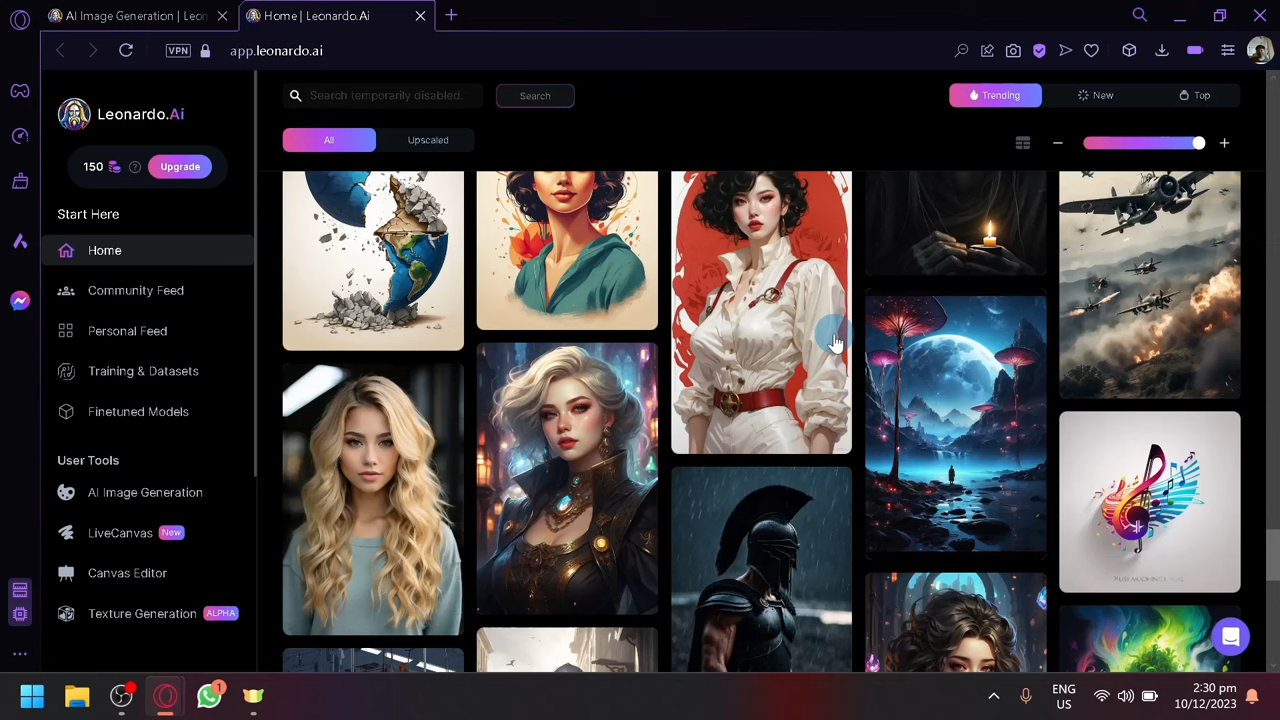 AI Image Generation | Leon
Home | Leonardo.Ai
VPN
app.leonardo.ai
Leonardo.Ai
Search temporarily disabled.
Search
Trending
New
Top
All
Upscaled
150
Upgrade
Start Here
Home
Community Feed
Personal Feed
Training & Datasets
Finetuned Models
User Tools
AI Image Generation
LiveCanvas New
Canvas Editor
Texture Generation ALPHA
1
ENG
US
2:30 pm
10/12/2023